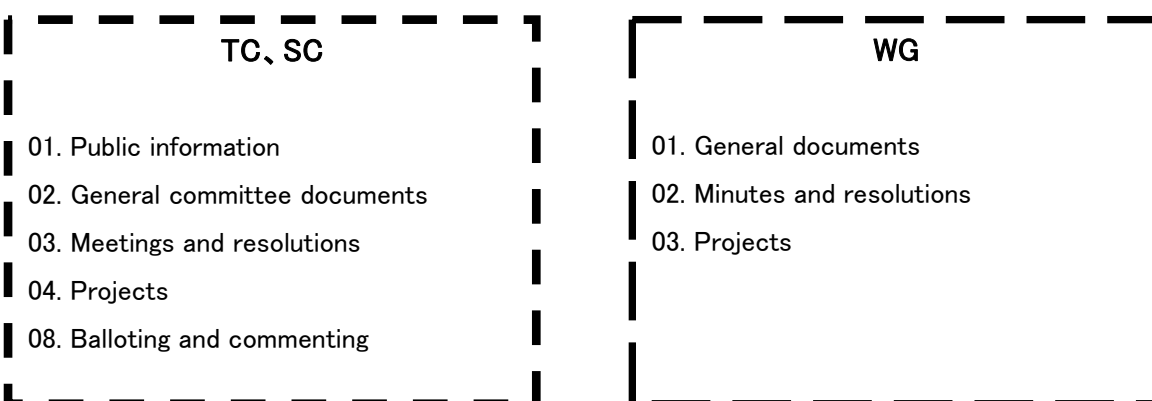 TC、SC
01. Public information
02. General committee documents
03. Meetings and resolutions
04. Projects
08. Balloting and commenting
WG
01. General documents
02. Minutes and resolutions
03. Projects